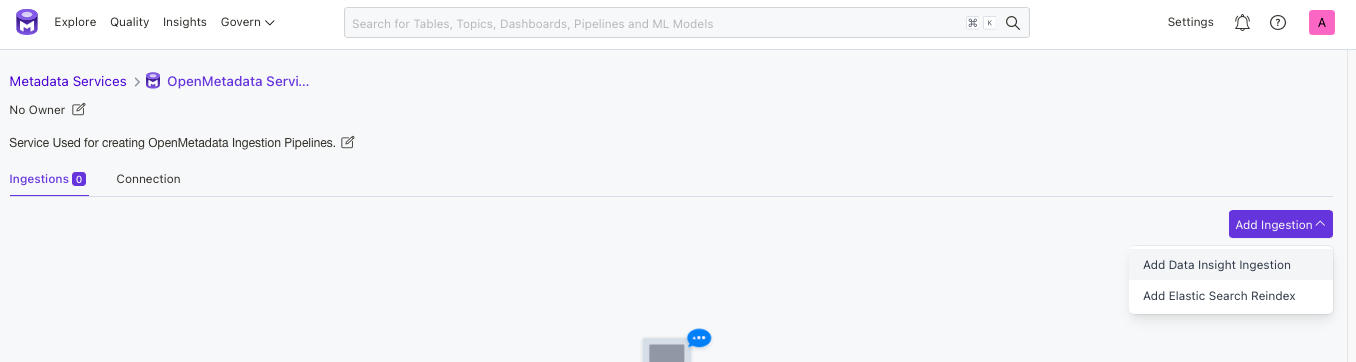 Explore Quality Insights Govern Search for Tables, Topics, Dashboards, Pipelines and ML Models ⌘ K Settings A
Metadata Services > OpenMetadata Servi...
No Owner
Service Used for creating OpenMetadata Ingestion Pipelines.
Ingestions 0 Connection
Add Ingestion
Add Data Insight Ingestion
Add Elastic Search Reindex